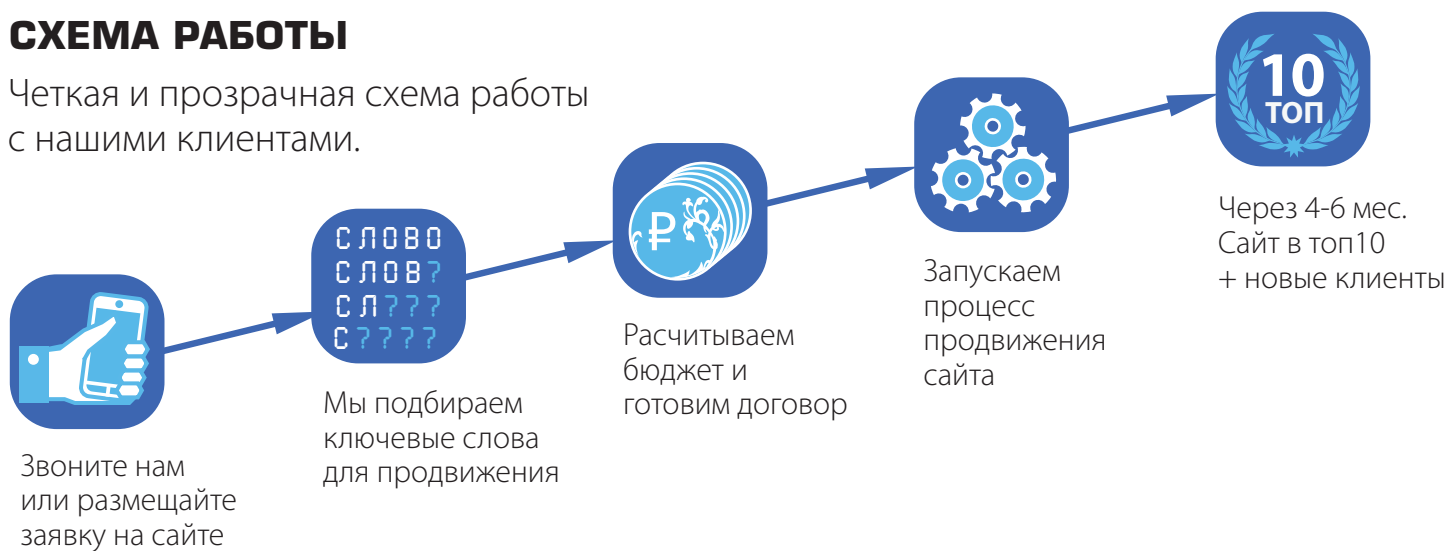 СХЕМА РАБОТЫ
Четкая и прозрачная схема работы
с нашими клиентами.
Звоните нам
или размещайте
заявку на сайте
СЛОВО
СЛОВ?
СЛ???
С????
Мы подбираем
ключевые слова
для продвижения
₽
Расчитываем
бюджет и
готовим договор
Запускаем
процесс
продвижения
сайта
10
ТОП
Через 4-6 мес.
Сайт в топ10
+ новые клиенты